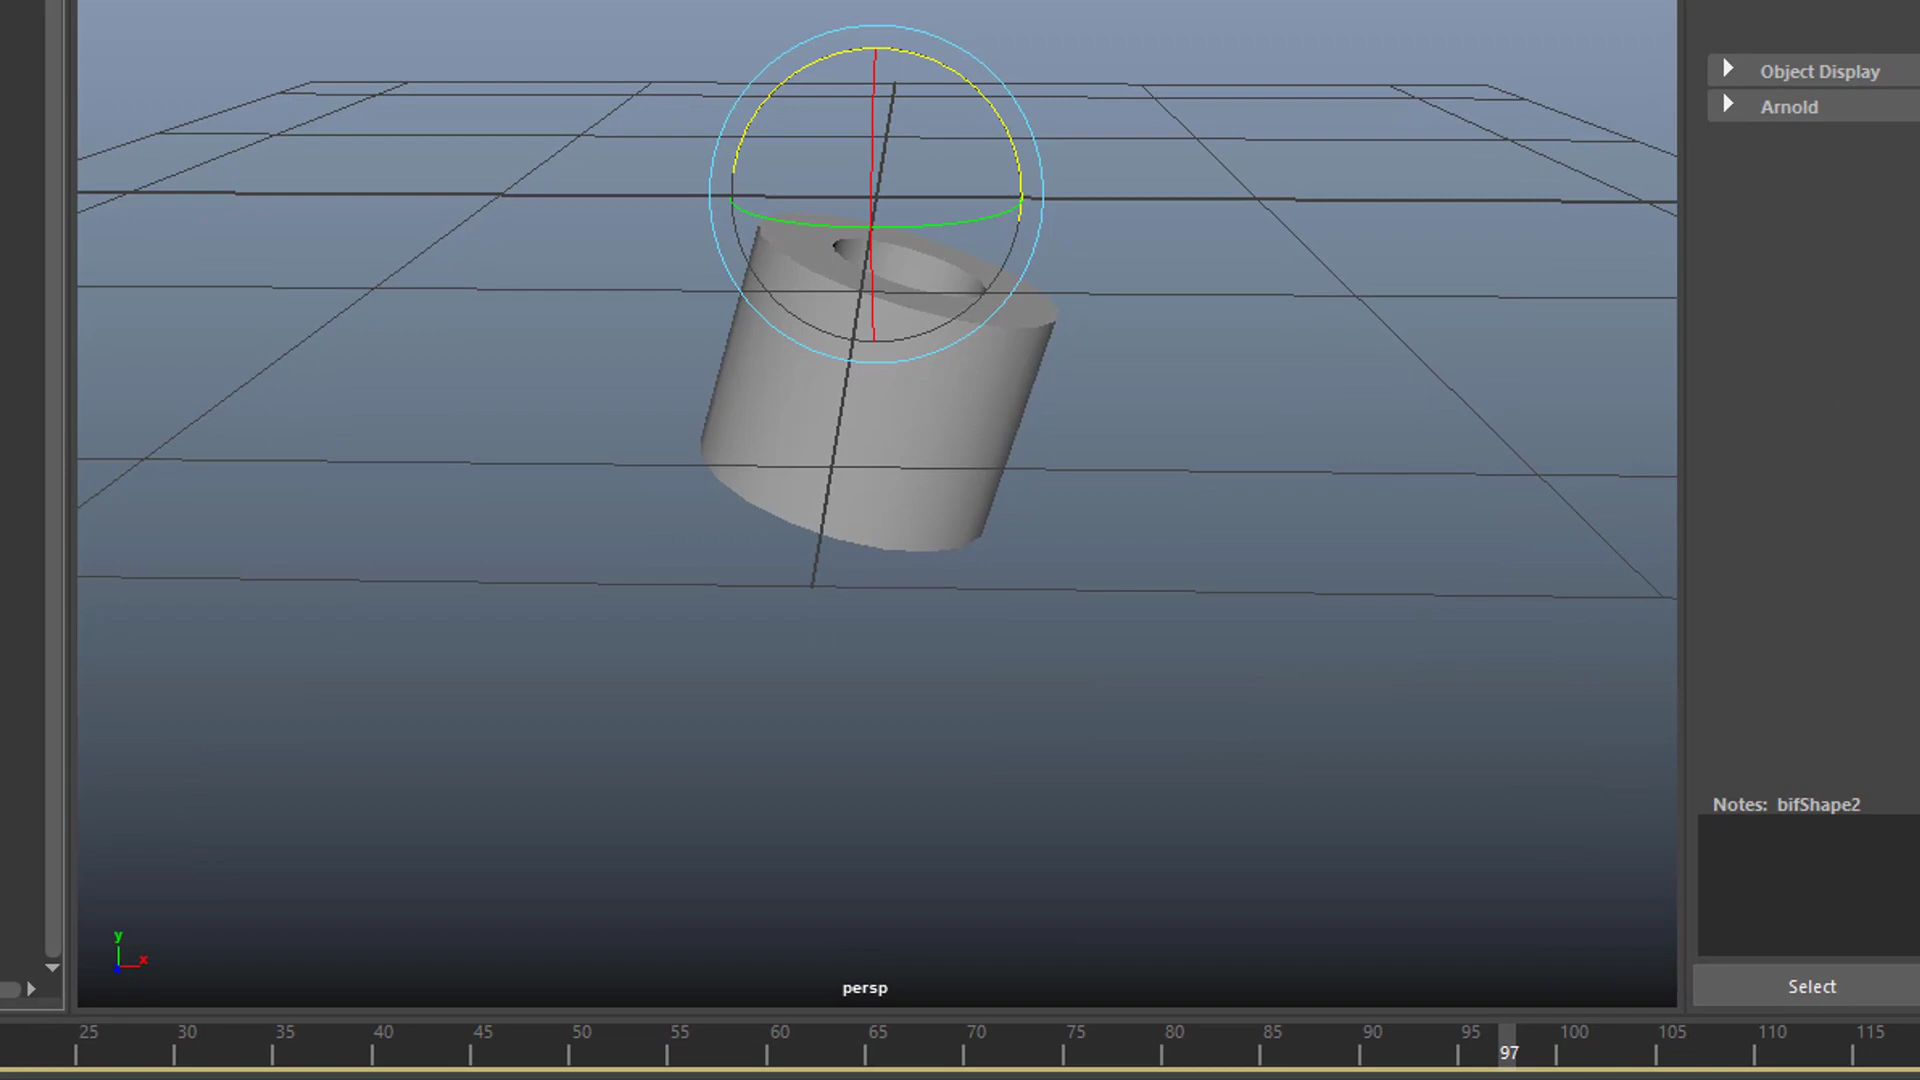 Object Display
Arnold
Notes: bifShape2
Select
y
x
persp
25 30 35 40 45 50 55 60 65 70 75 80 85 90 95 100 105 110 115
97